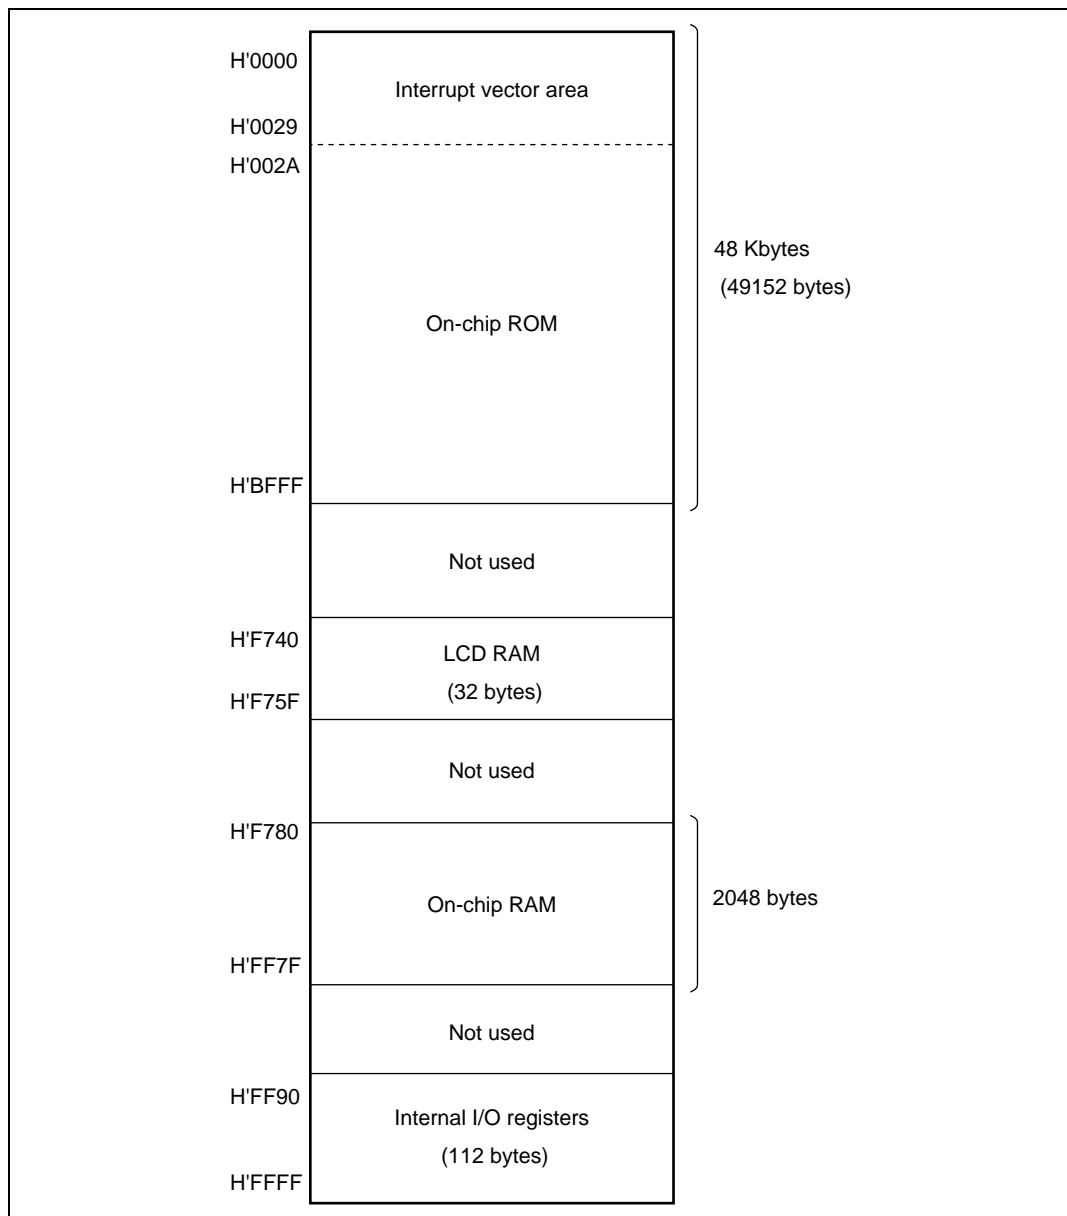 H'0000
Interrupt vector area
H'0029
H'002A
48 Kbytes
(49152 bytes)
On-chip ROM
H'BFFF
Not used
H'F740
LCD RAM
(32 bytes)
H'F75F
Not used
H'F780
On-chip RAM
2048 bytes
H'FF7F
Not used
H'FF90
Internal I/O registers
(112 bytes)
H'FFFF